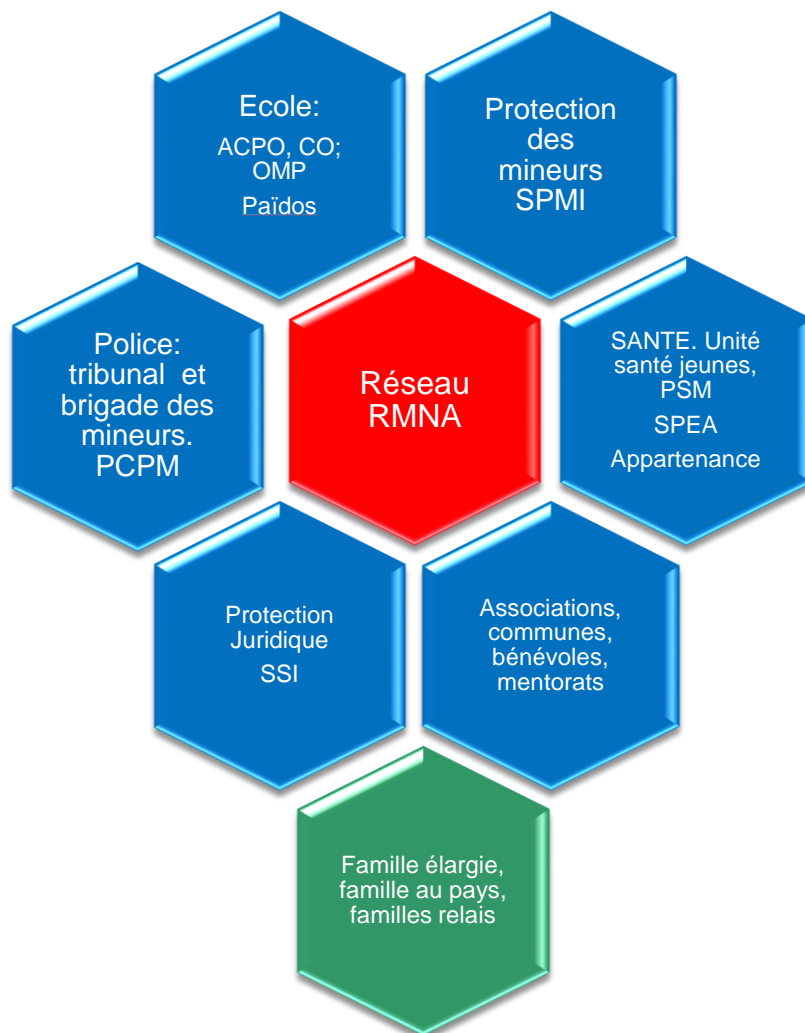 Ecole:
ACPO, CO;
OMP
Païdos
Protection
des
mineurs
SPMI
Police:
tribunal et
brigade des
mineurs.
PCPM
Réseau
RMNA
SANTE. Unité
santé jeunes,
PSM
SPEA
Appartenance
Protection
Juridique
SSI
Associations,
communes,
bénévoles,
mentorats
Famille élargie,
famille au pays,
familles relais